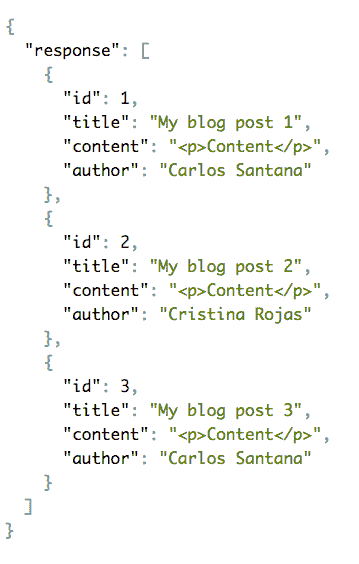 {
  "response": [
    {
      "id": 1,
      "title": "My blog post 1",
      "content": "<p>Content</p>",
      "author": "Carlos Santana"
    },
    {
      "id": 2,
      "title": "My blog post 2",
      "content": "<p>Content</p>",
      "author": "Cristina Rojas"
    },
    {
      "id": 3,
      "title": "My blog post 3",
      "content": "<p>Content</p>",
      "author": "Carlos Santana"
    }
  ]
}